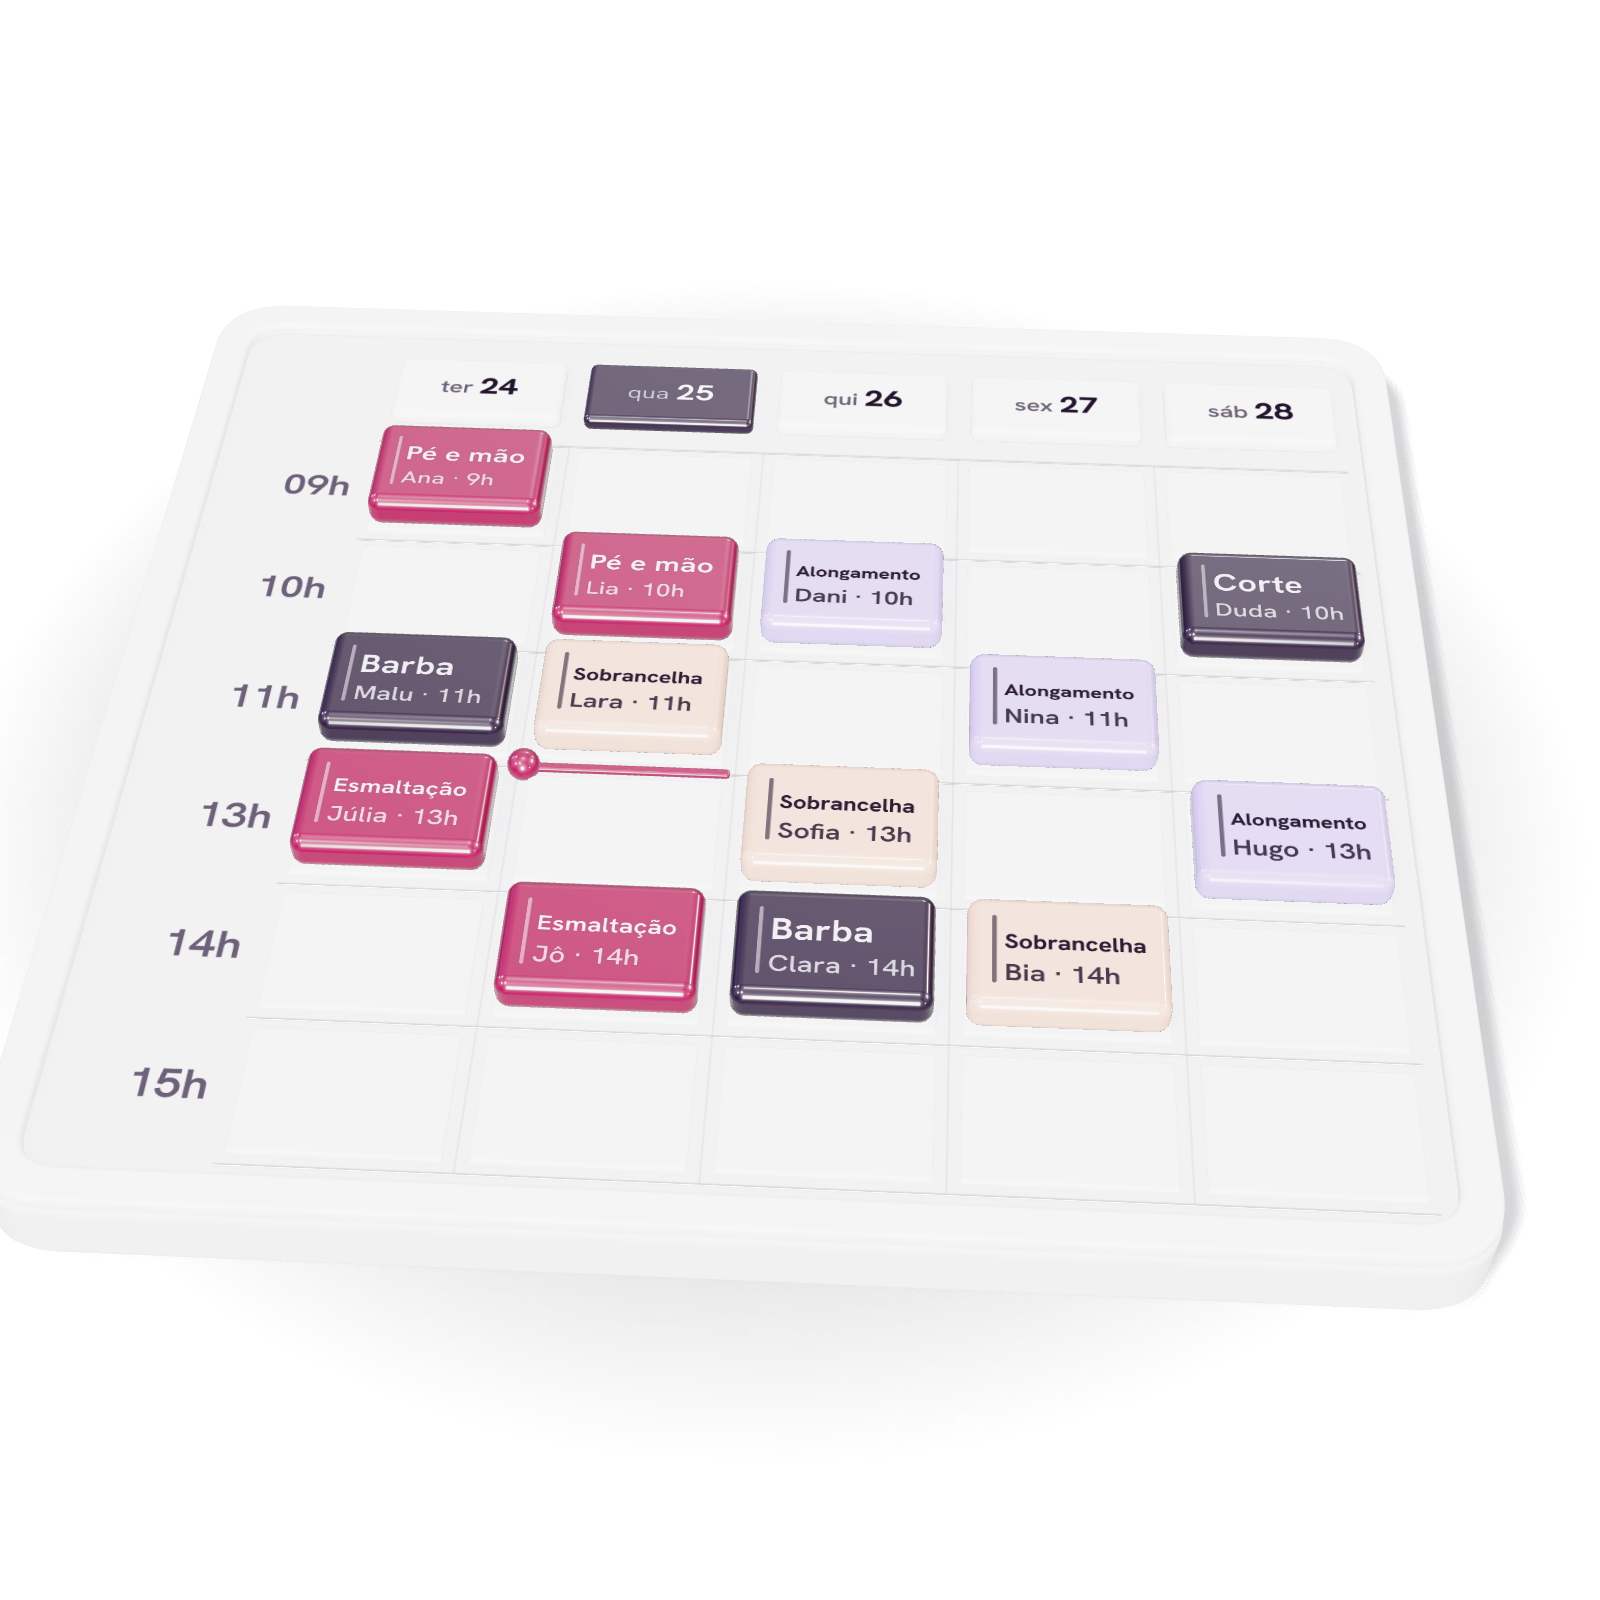 ter 24
qua 25
qui 26
sex 27
sáb 28
09h
Pé e mão
Ana · 9h
10h
Pé e mão
Lia · 10h
Alongamento
Dani · 10h
Corte
Duda · 10h
11h
Barba
Malu · 11h
Sobrancelha
Lara · 11h
Alongamento
Nina · 11h
13h
Esmaltação
Júlia · 13h
Sobrancelha
Sofia · 13h
Alongamento
Hugo · 13h
14h
Esmaltação
Jô · 14h
Barba
Clara · 14h
Sobrancelha
Bia · 14h
15h